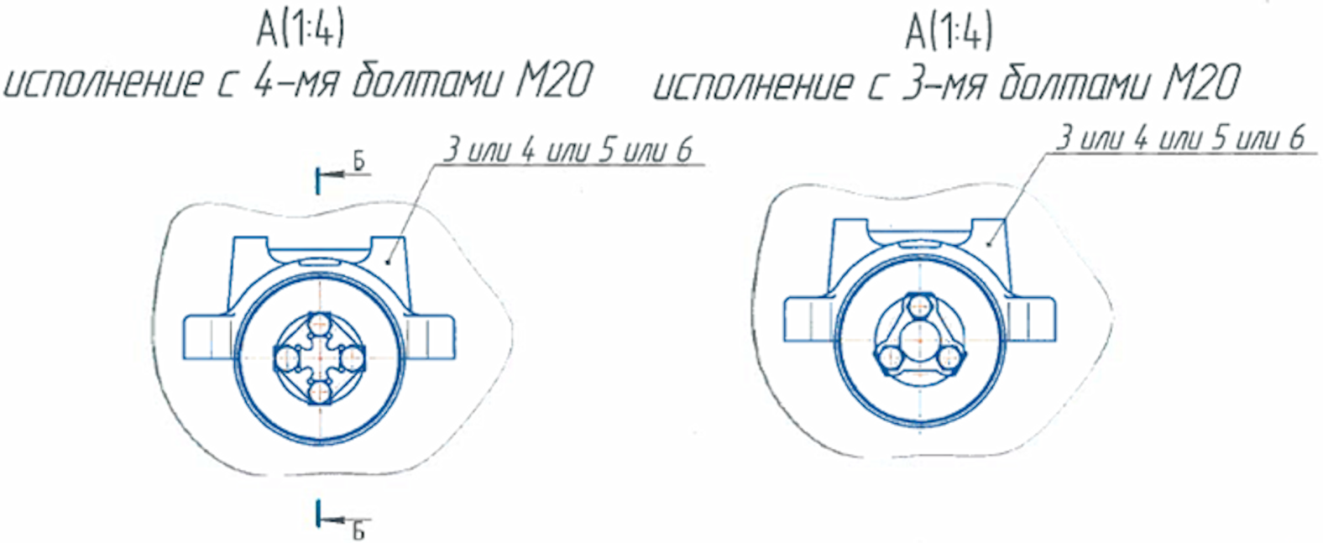 А(1:4)
исполнение с 4-мя болтами М20
Б
3 или 4 или 5 или 6
Б
А(1:4)
исполнение с 3-мя болтами М20
3 или 4 или 5 или 6